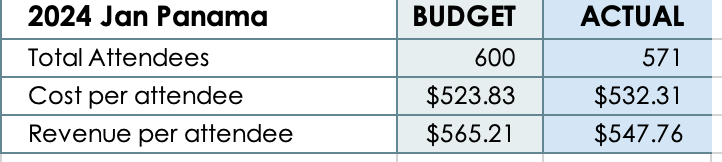 2024 Jan Panama BUDGET ACTUAL
Total Attendees 600 571
Cost per attendee $523.83 $532.31
Revenue per attendee $565.21 $547.76